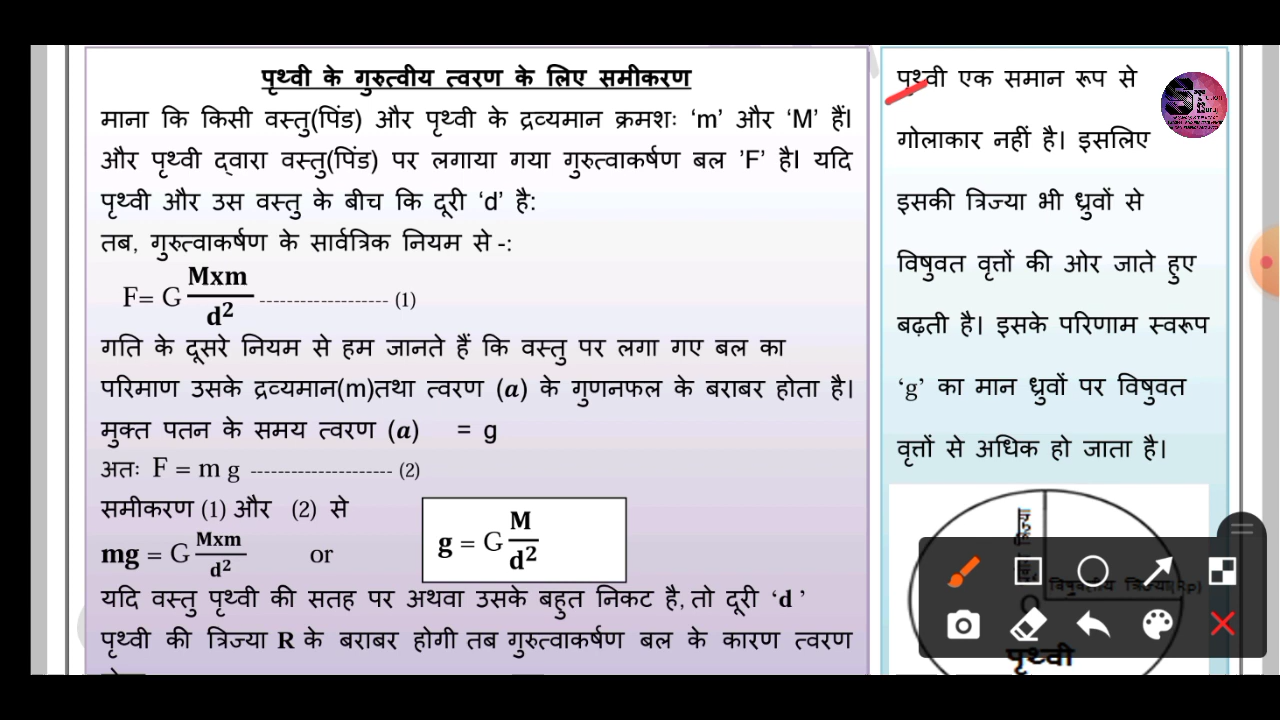 पृथ्वी के गुरुत्वीय त्वरण के लिए समीकरण
माना कि किसी वस्तु(पिंड) और पृथ्वी के द्रव्यमान क्रमशः ‘m’ और ‘M’ हैं।
और पृथ्वी द्वारा वस्तु(पिंड) पर लगाया गया गुरुत्वाकर्षण बल ’F’ है। यदि
पृथ्वी और उस वस्तु के बीच कि दूरी ‘d’ है:
तब, गुरुत्वाकर्षण के सार्वत्रिक नियम से -:
F= G Mxm/d² ------------------- (1)
गति के दूसरे नियम से हम जानते हैं कि वस्तु पर लगा गए बल का
परिमाण उसके द्रव्यमान(m)तथा त्वरण (a) के गुणनफल के बराबर होता है।
मुक्त पतन के समय त्वरण (a) = g
अतः F = m g --------------------- (2)
समीकरण (1) और (2) से
mg = G Mxm/d² or g = G M/d²
यदि वस्तु पृथ्वी की सतह पर अथवा उसके बहुत निकट है, तो दूरी ‘d ’
पृथ्वी की त्रिज्या R के बराबर होगी तब गुरुत्वाकर्षण बल के कारण त्वरण
पृथ्वी एक समान रूप से
गोलाकार नहीं है। इसलिए
इसकी त्रिज्या भी ध्रुवों से
विषुवत वृत्तों की ओर जाते हुए
बढ़ती है। इसके परिणाम स्वरूप
‘g’ का मान ध्रुवों पर विषुवत
वृत्तों से अधिक हो जाता है।
त्रिज्या
विषुवतीय त्रिज्या(Rp)
पृथ्वी